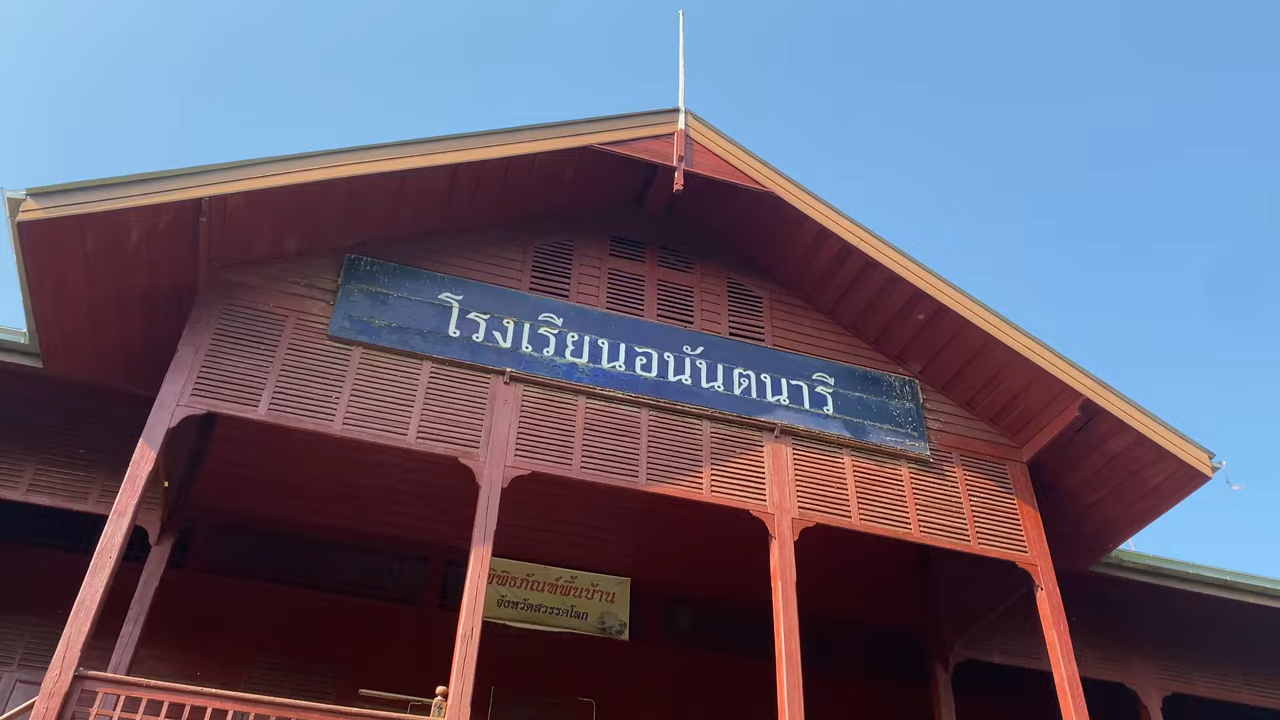 โรงเรียนอนันตนารี
พิพิธภัณฑ์พื้นบ้าน
จังหวัดสวรรคโลก